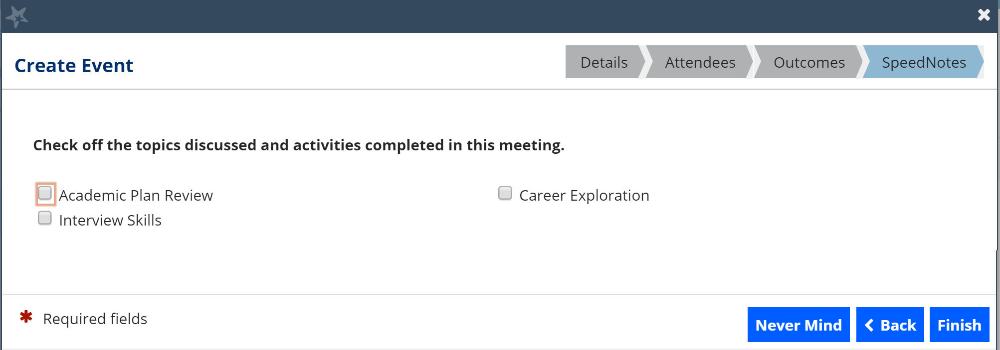 Create Event
Details Attendees Outcomes SpeedNotes
Check off the topics discussed and activities completed in this meeting.
Academic Plan Review Career Exploration
Interview Skills
* Required fields
Never Mind Back Finish